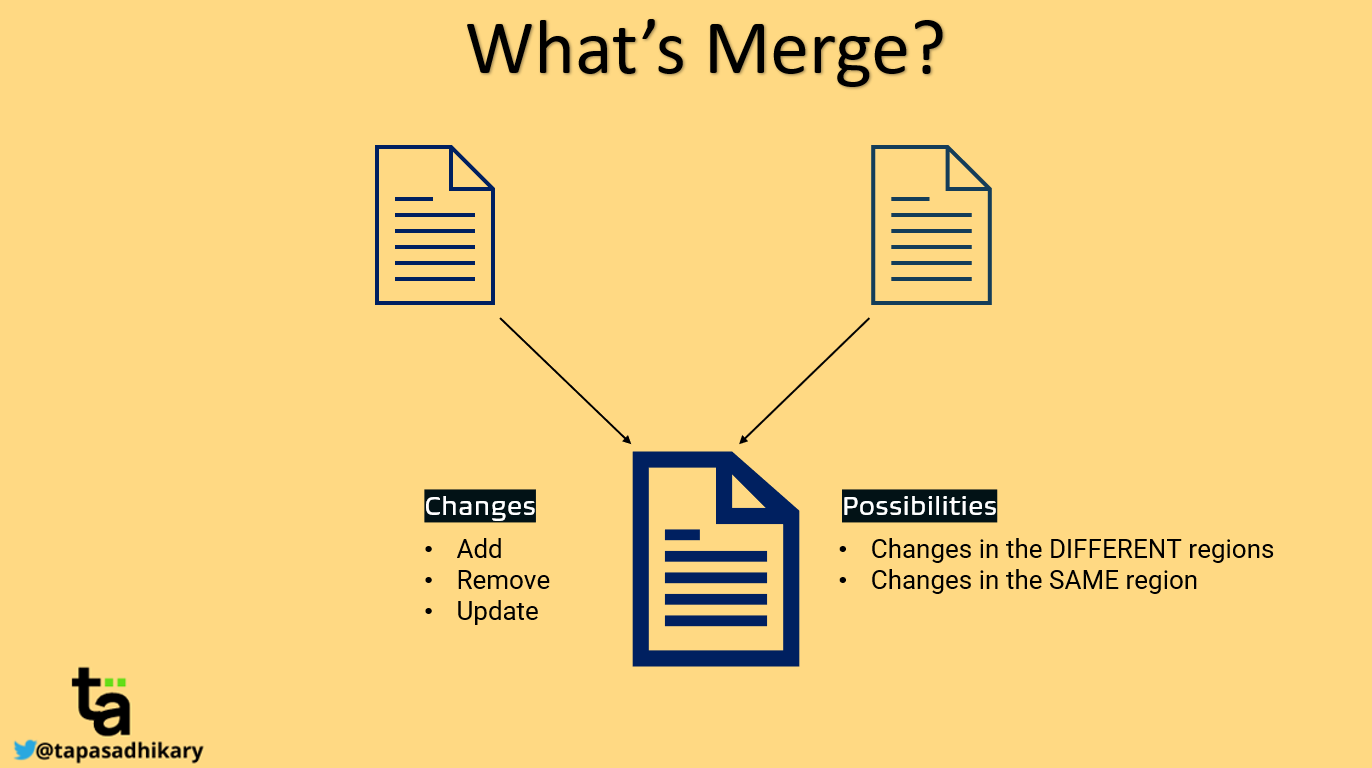 What’s Merge?
Changes
• Add
• Remove
• Update
Possibilities
• Changes in the DIFFERENT regions
• Changes in the SAME region
tä
@tapasadhikary